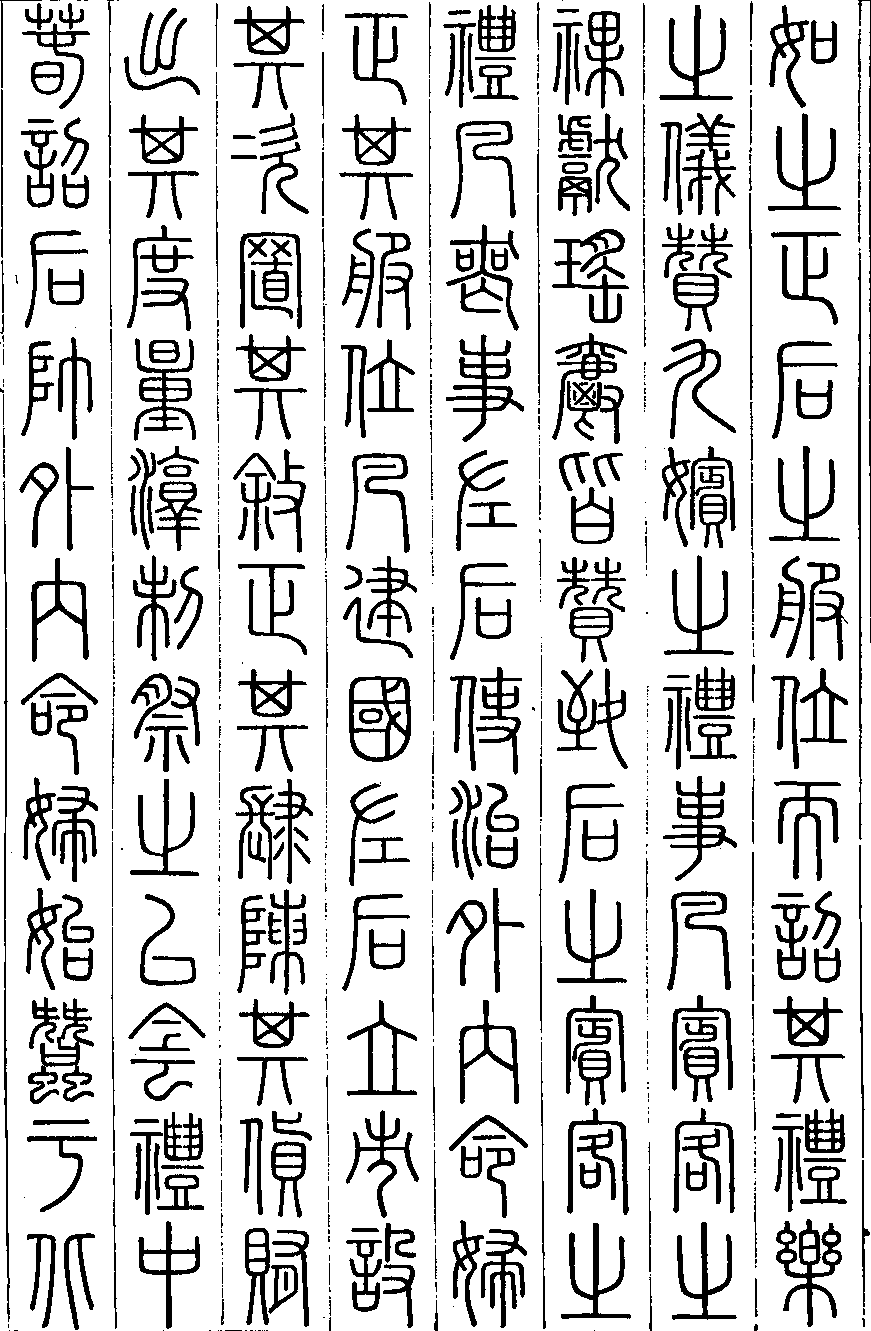 如之正后之服位而詔其禮樂
之儀贊九嬪之禮事凡賓客之
祼獻瑤爵皆贊致后之賓客之
禮凡喪事左后使治外內命婦
正其服位凡建國左后立市設
其次置其敘正其肆陳其貨賄
出其度量淳制祭之以侌禮中
春詔后帥外內命婦始蠶于北